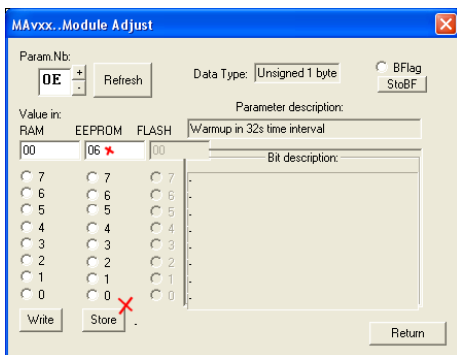 MAvxx..Module Adjust
Param.Nb:
0E + - Refresh Data Type: Unsigned 1 byte BFlag
StoBF
Value in: Parameter description:
RAM EEPROM FLASH Warmup in 32s time interval
00 06 00 Bit description:
7 7 7 -
6 6 6 -
5 5 5 -
4 4 4 -
3 3 3 -
2 2 2 -
1 1 1 -
0 0 0 -
Write Store . Return